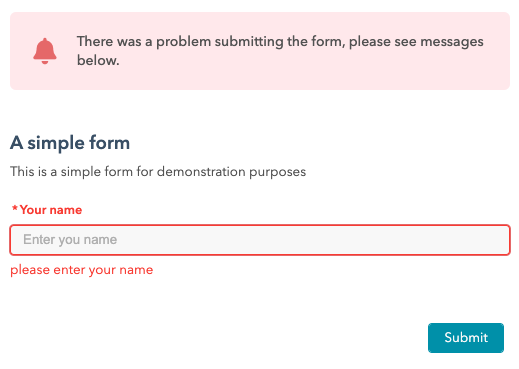 There was a problem submitting the form, please see messages
below.
A simple form
This is a simple form for demonstration purposes
*Your name
Enter you name
please enter your name
Submit